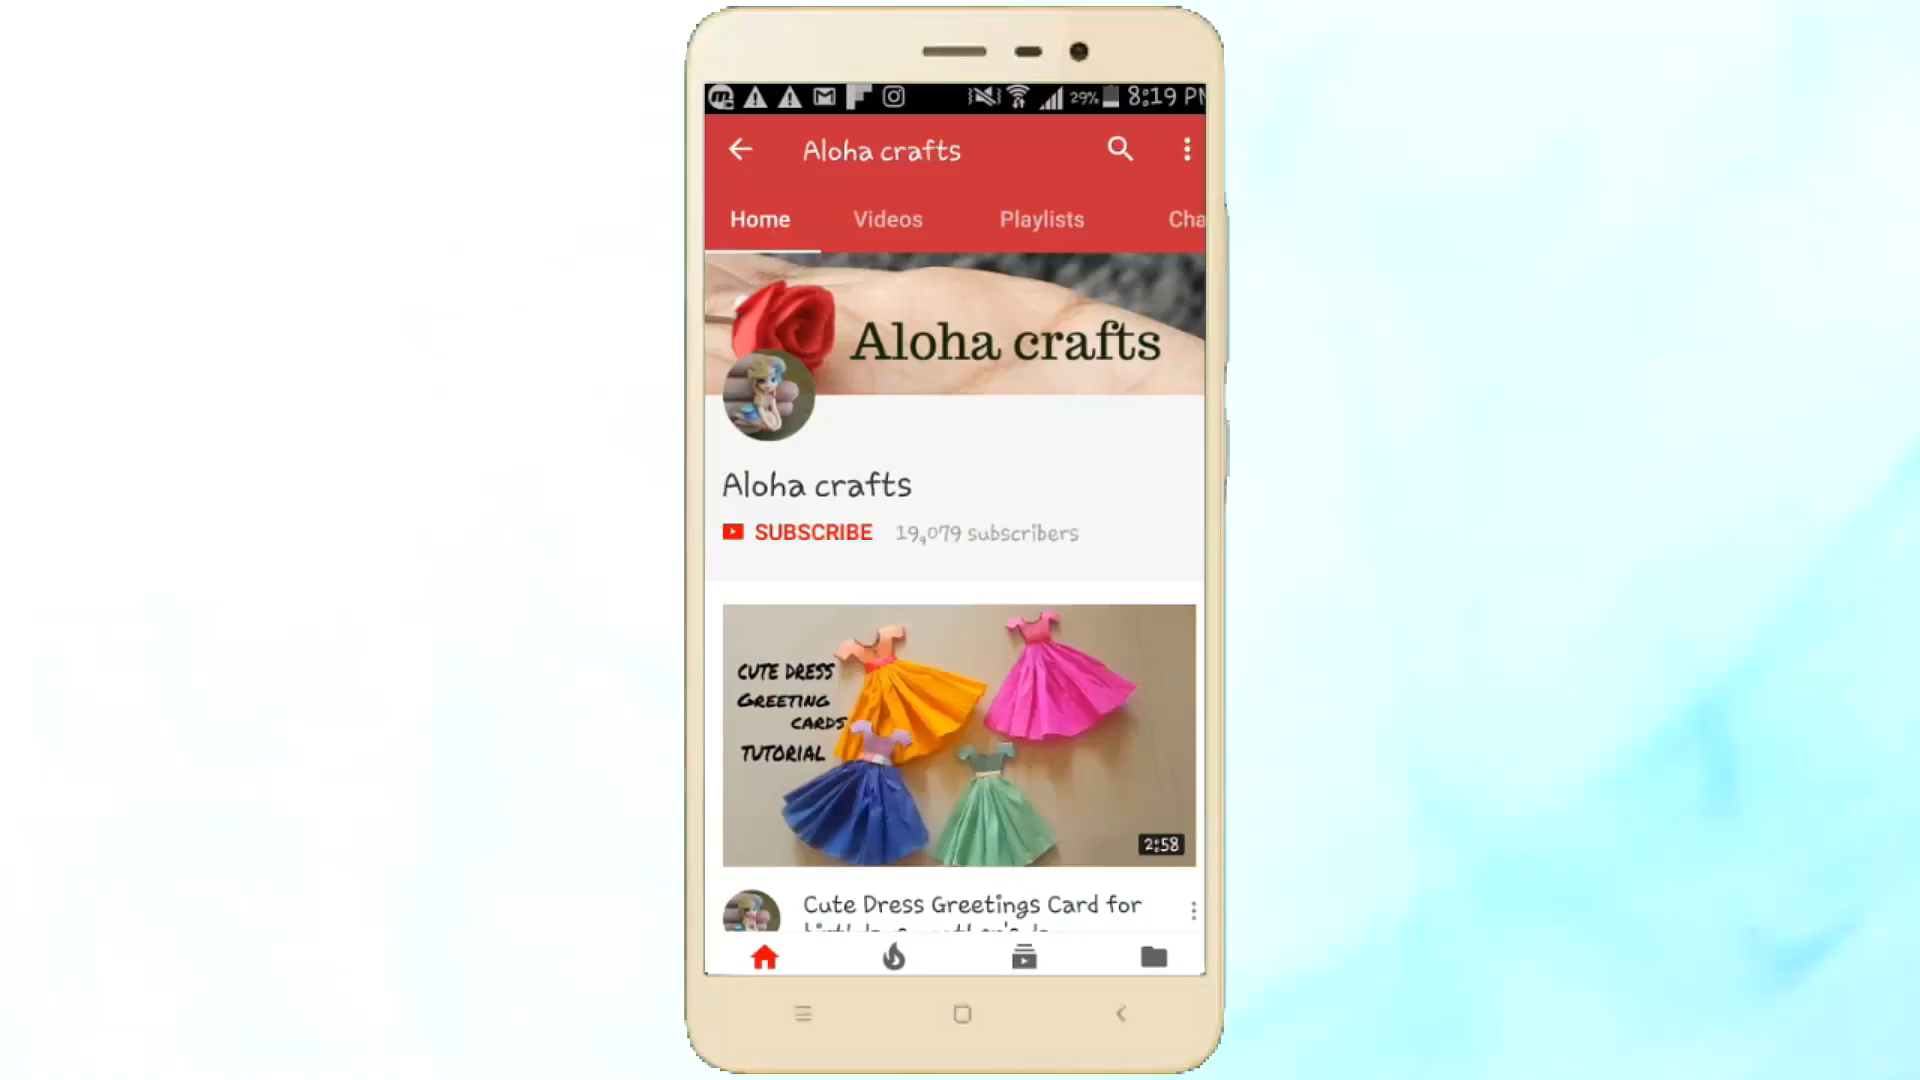 29% 8:19 PM
Aloha crafts
Home Videos Playlists Cha
Aloha crafts
Aloha crafts
SUBSCRIBE 19,079 subscribers
CUTE DRESS
GREETING
CARDS
TUTORIAL
2:58
Cute Dress Greetings Card for